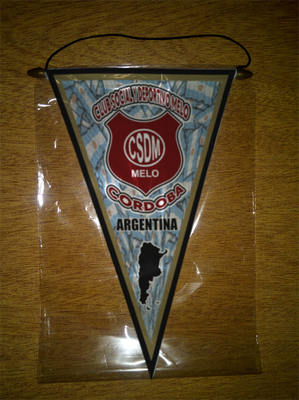 CLUB SOCIAL Y DEPORTIVO MELO
CSDM
MELO
CORDOBA
ARGENTINA